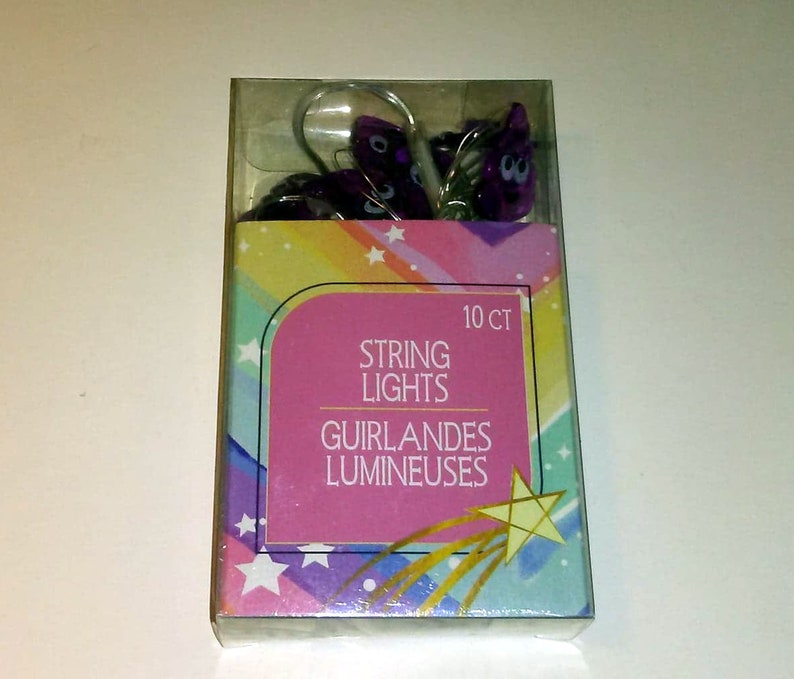 10 CT
STRING
LIGHTS
GUIRLANDES
LUMINEUSES